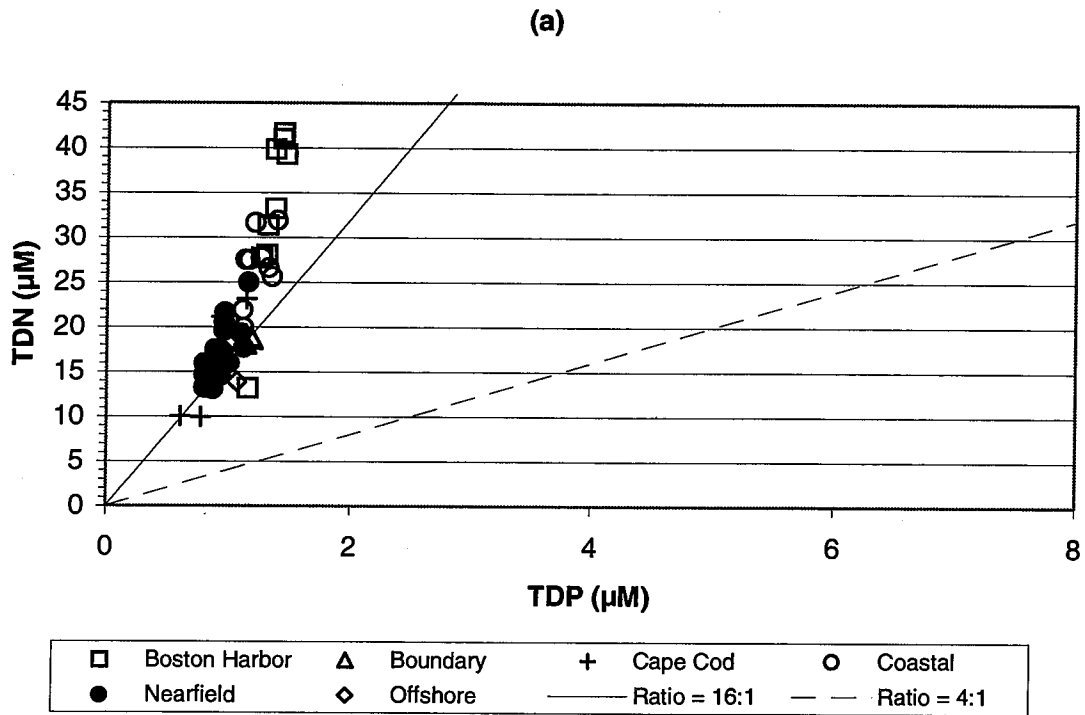 (a)
45
40
35
30
25
20
15
10
5
0
TDN (µM)
0 2 4 6 8
TDP (µM)
Boston Harbor Boundary Cape Cod Coastal
Nearfield Offshore Ratio = 16:1 Ratio = 4:1